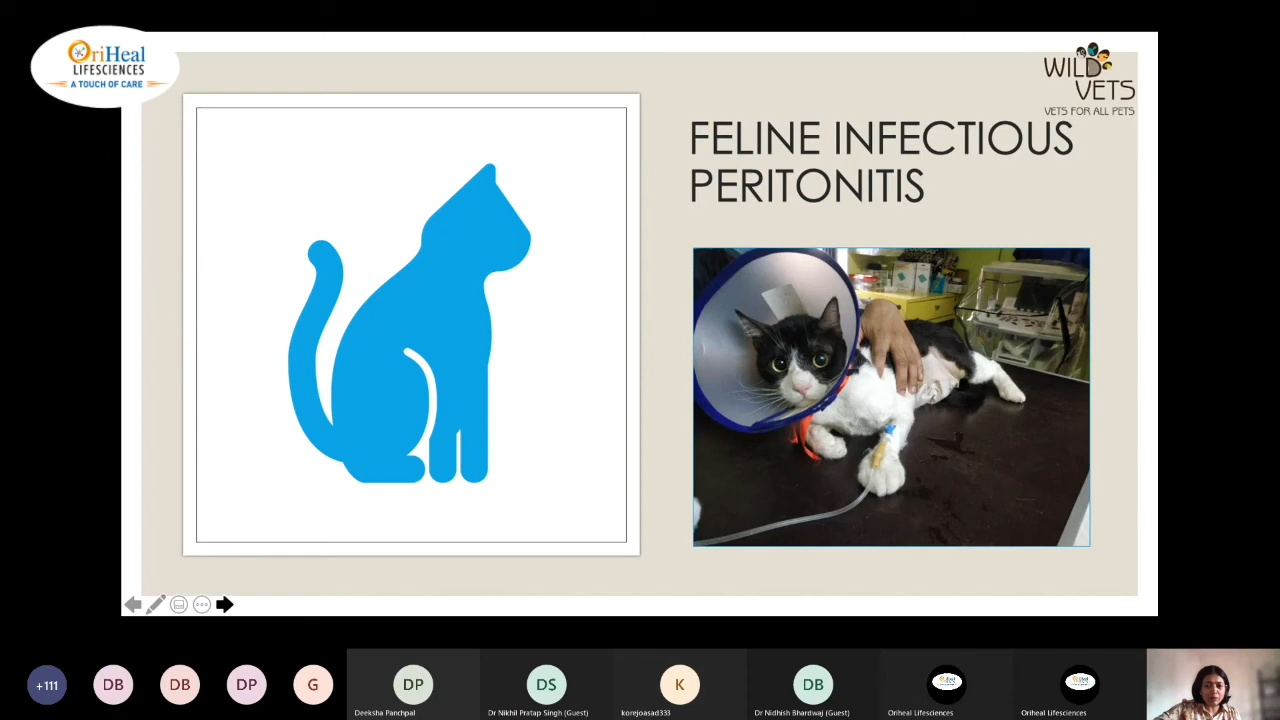 OriHeal
LIFESCIENCES
A TOUCH OF CARE
WILD
VETS
VETS FOR ALL PETS
FELINE INFECTIOUS
PERITONITIS
+111
DB
DB
DP
G
DP
DS
K
DB
Deeksha Panchpal
Dr Nikhil Pratap Singh (Guest)
korejoasad333
Dr Nidhish Bhardwaj (Guest)
Oriheal Lifesciences
Oriheal Lifesciences